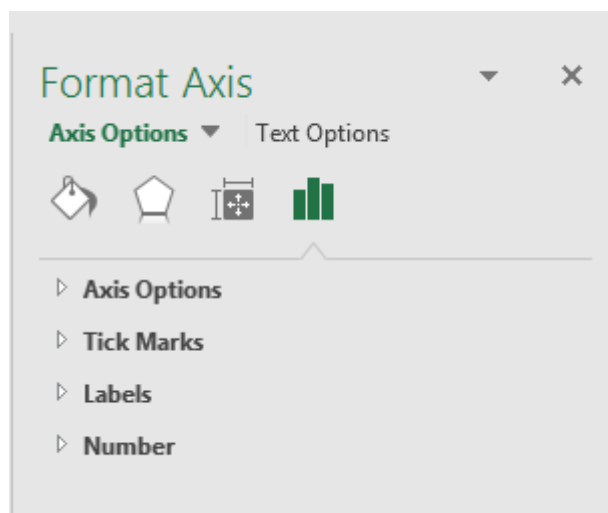 Format Axis
Axis Options Text Options
Axis Options
Tick Marks
Labels
Number